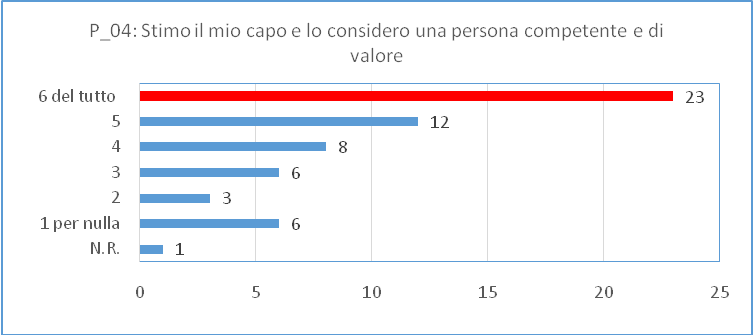 P_04: Stimo il mio capo e lo considero una persona competente e di
valore
6 del tutto 23
5 12
4 8
3 6
2 3
1 per nulla 6
N.R. 1
0 5 10 15 20 25